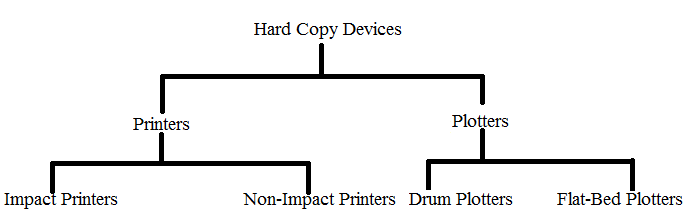 Hard Copy Devices
Printers
Plotters
Impact Printers
Non-Impact Printers
Drum Plotters
Flat-Bed Plotters